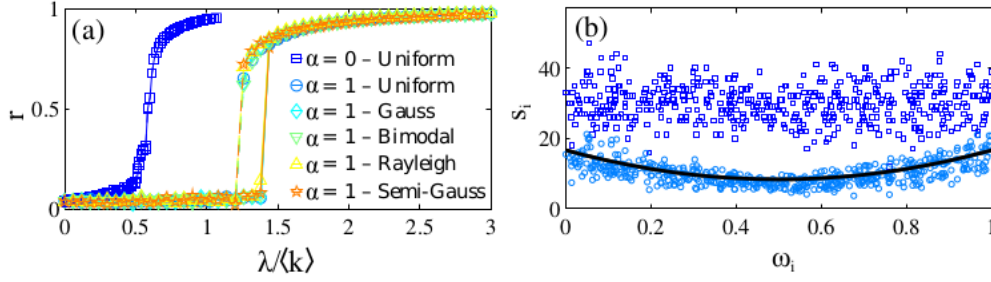 (a)
r
1
0.5
0
α = 0 – Uniform
α = 1 – Uniform
α = 1 – Gauss
α = 1 – Bimodal
α = 1 – Rayleigh
α = 1 – Semi-Gauss
0 0.5 1 1.5 2 2.5 3
λ/⟨k⟩
(b)
s_i
40
20
0
0 0.2 0.4 0.6 0.8 1
ω_i